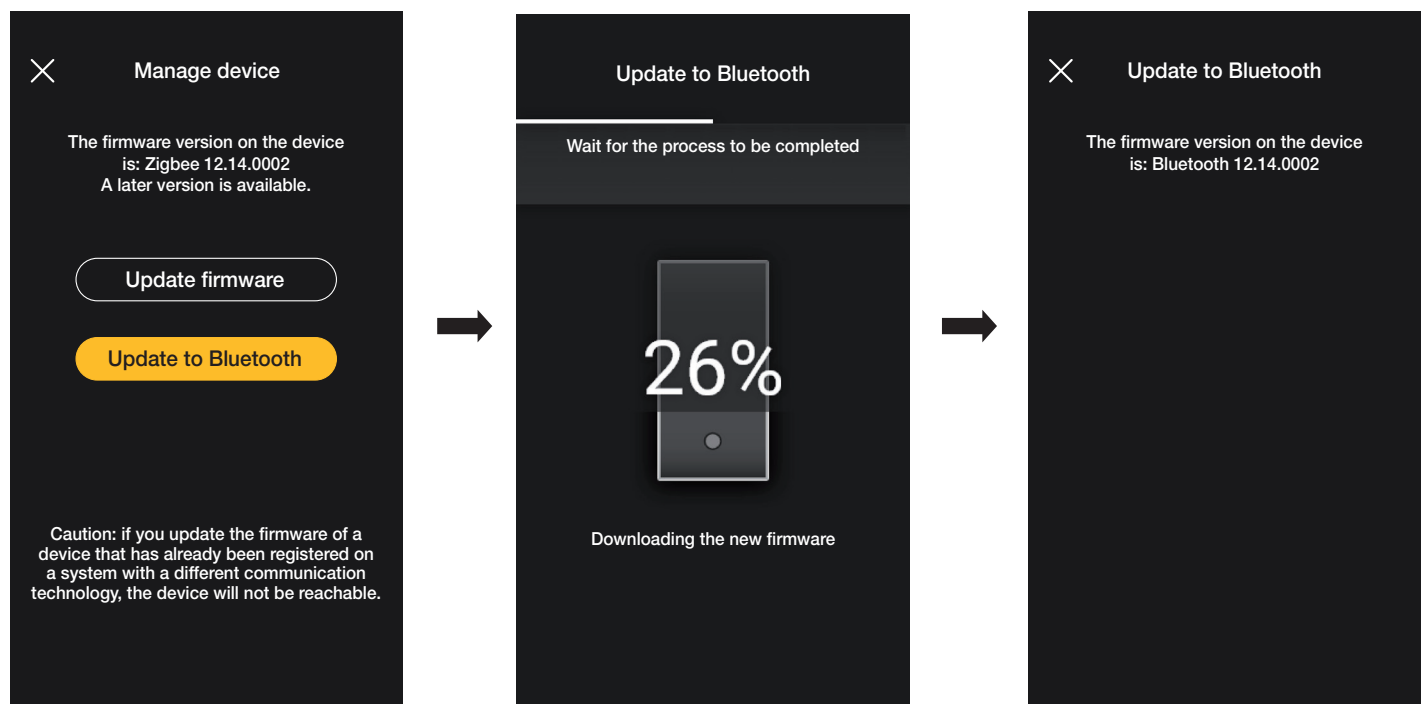 Manage device
The firmware version on the device
is: Zigbee 12.14.0002
A later version is available.
Update firmware
Update to Bluetooth
Caution: if you update the firmware of a
device that has already been registered on
a system with a different communication
technology, the device will not be reachable.
Update to Bluetooth
Wait for the process to be completed
26%
Downloading the new firmware
Update to Bluetooth
The firmware version on the device
is: Bluetooth 12.14.0002